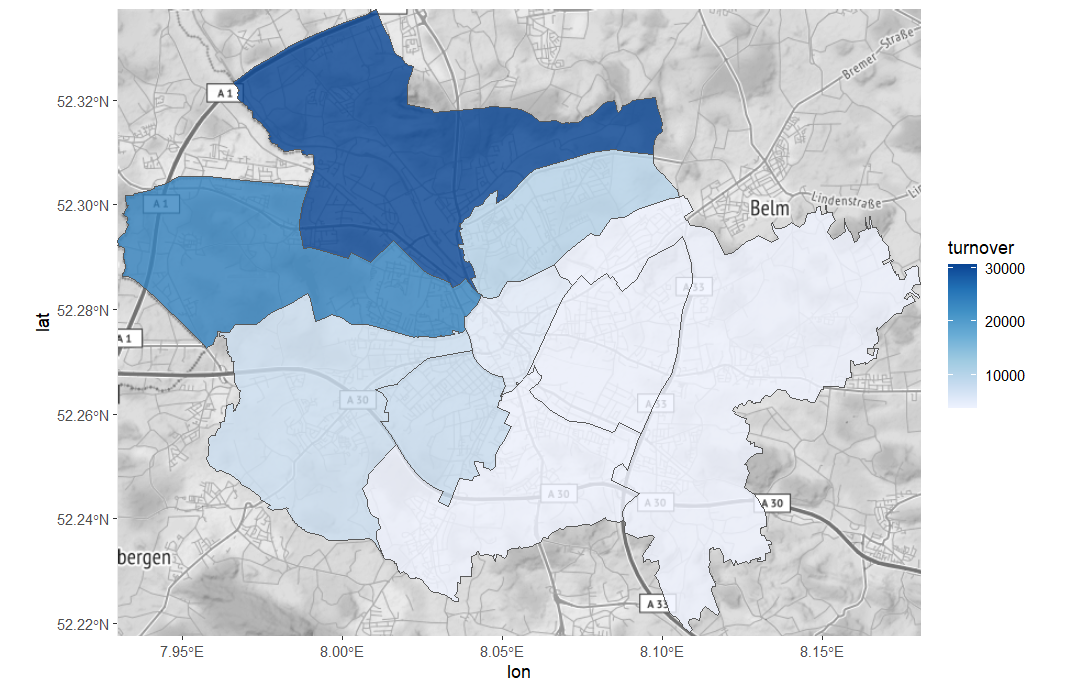 Bremer Straße
A 1
52.32°N
turnover
A 1
52.30°N
Belm
Lindenstraße
Lin
30000
A 33
52.28°N
lat
20000
A 1
10000
A 30
A 33
52.26°N
A 30
A 30
A 30
52.24°N
bergen
A 33
52.22°N
7.95°E
8.00°E
8.05°E
8.10°E
8.15°E
lon